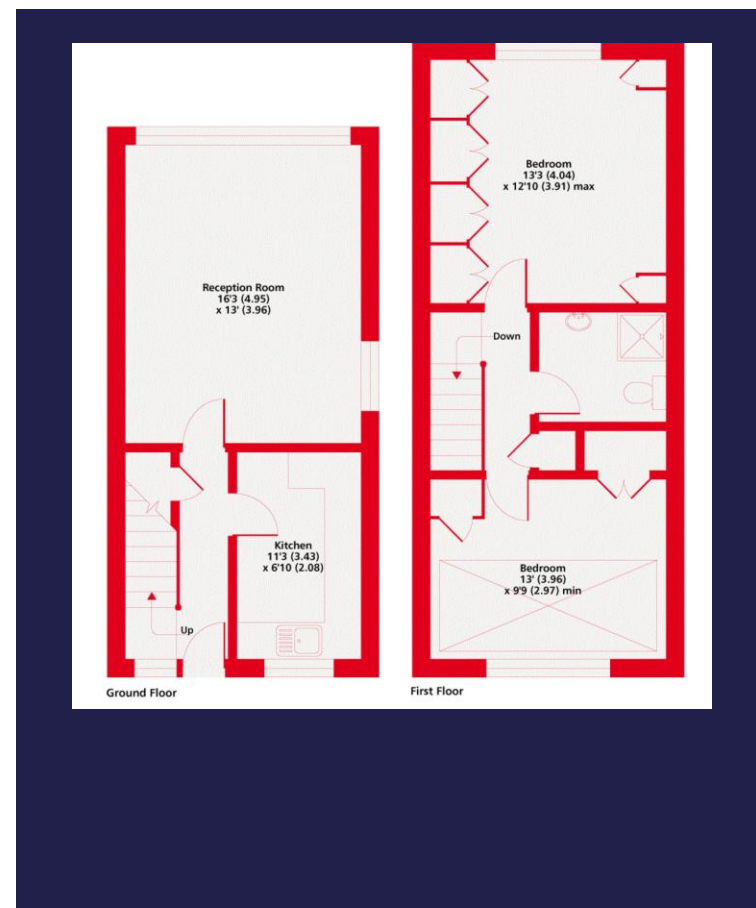 Reception Room
16'3 (4.95)
x 13' (3.96)
Kitchen
11'3 (3.43)
x 6'10 (2.08)
Up
Ground Floor
Bedroom
13'3 (4.04)
x 12'10 (3.91) max
Down
Bedroom
13' (3.96)
x 9'9 (2.97) min
First Floor